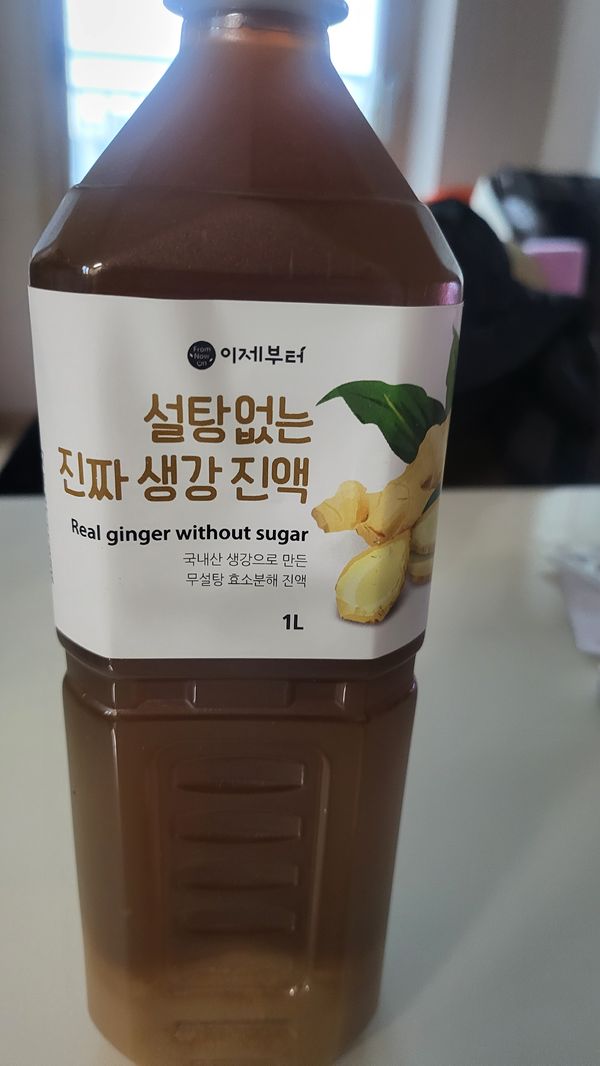 From
Now
On
이제부터
설탕없는
진짜 생강 진액
Real ginger without sugar
국내산 생강으로 만든
무설탕 효소분해 진액
1L